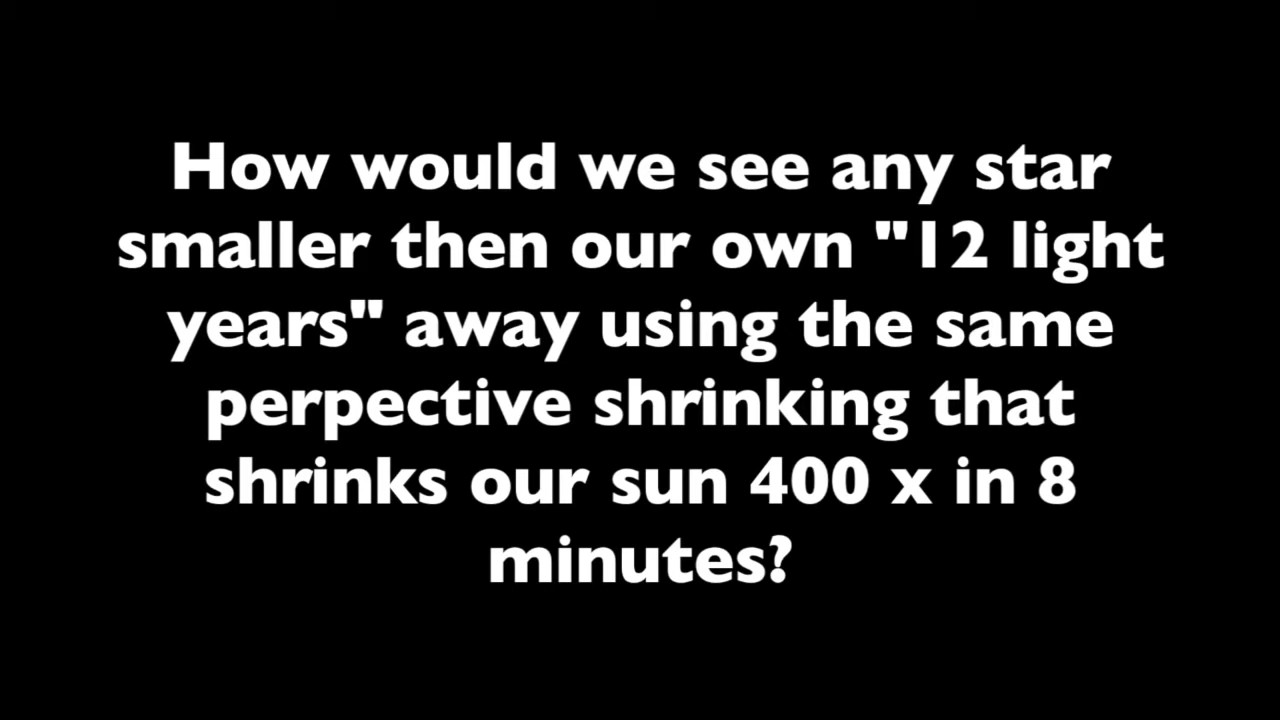 How would we see any star
smaller then our own "12 light
years" away using the same
perpective shrinking that
shrinks our sun 400 x in 8
minutes?